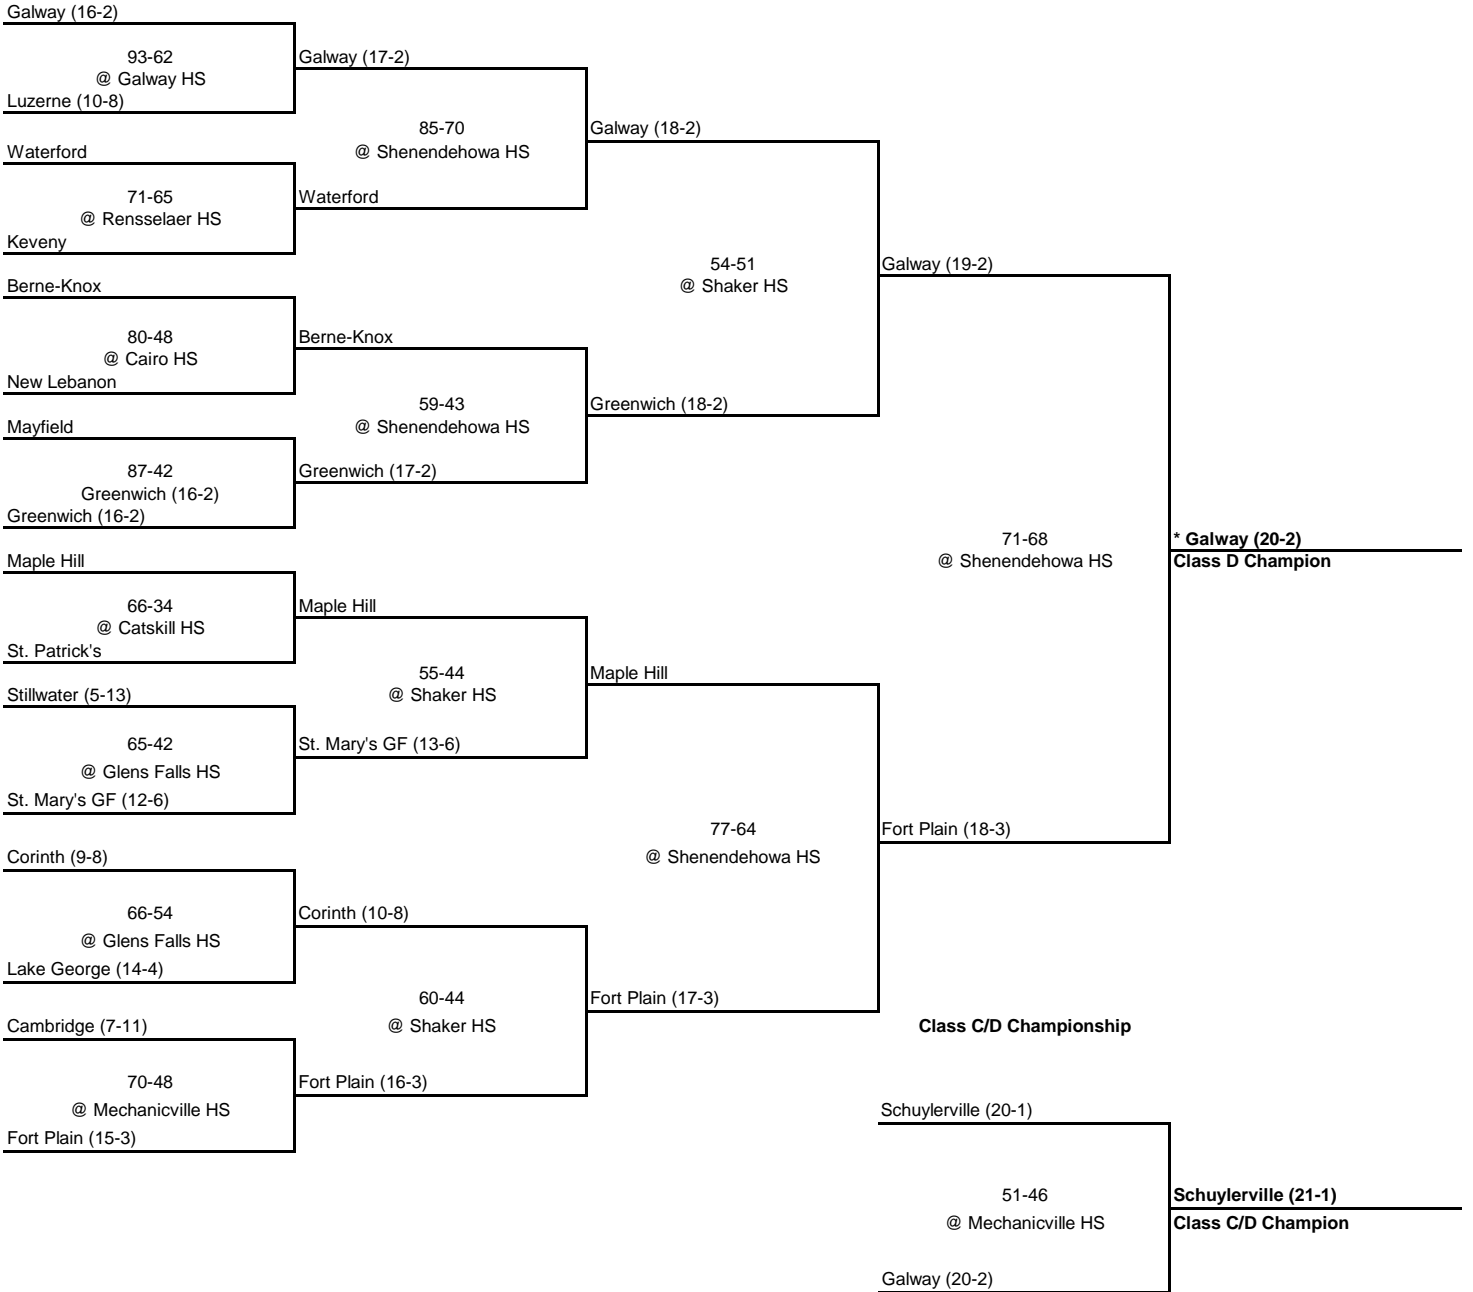 Galway (16-2)
93-62
@ Galway HS
Luzerne (10-8)
Galway (17-2)
Waterford
71-65
@ Rensselaer HS
Keveny
Waterford
85-70
@ Shenendehowa HS
Galway (18-2)
Berne-Knox
80-48
@ Cairo HS
New Lebanon
Berne-Knox
Mayfield
87-42
Greenwich (16-2)
Greenwich (16-2)
Greenwich (17-2)
59-43
@ Shenendehowa HS
Greenwich (18-2)
54-51
@ Shaker HS
Galway (19-2)
Maple Hill
66-34
@ Catskill HS
St. Patrick's
Maple Hill
Stillwater (5-13)
65-42
@ Glens Falls HS
St. Mary's GF (12-6)
St. Mary's GF (13-6)
55-44
@ Shaker HS
Maple Hill
Corinth (9-8)
66-54
@ Glens Falls HS
Lake George (14-4)
Corinth (10-8)
Cambridge (7-11)
70-48
@ Mechanicville HS
Fort Plain (15-3)
Fort Plain (16-3)
60-44
@ Shaker HS
Fort Plain (17-3)
77-64
@ Shenendehowa HS
Fort Plain (18-3)
71-68
@ Shenendehowa HS
* Galway (20-2)
Class D Champion
Class C/D Championship
Schuylerville (20-1)
51-46
@ Mechanicville HS
Galway (20-2)
Schuylerville (21-1)
Class C/D Champion